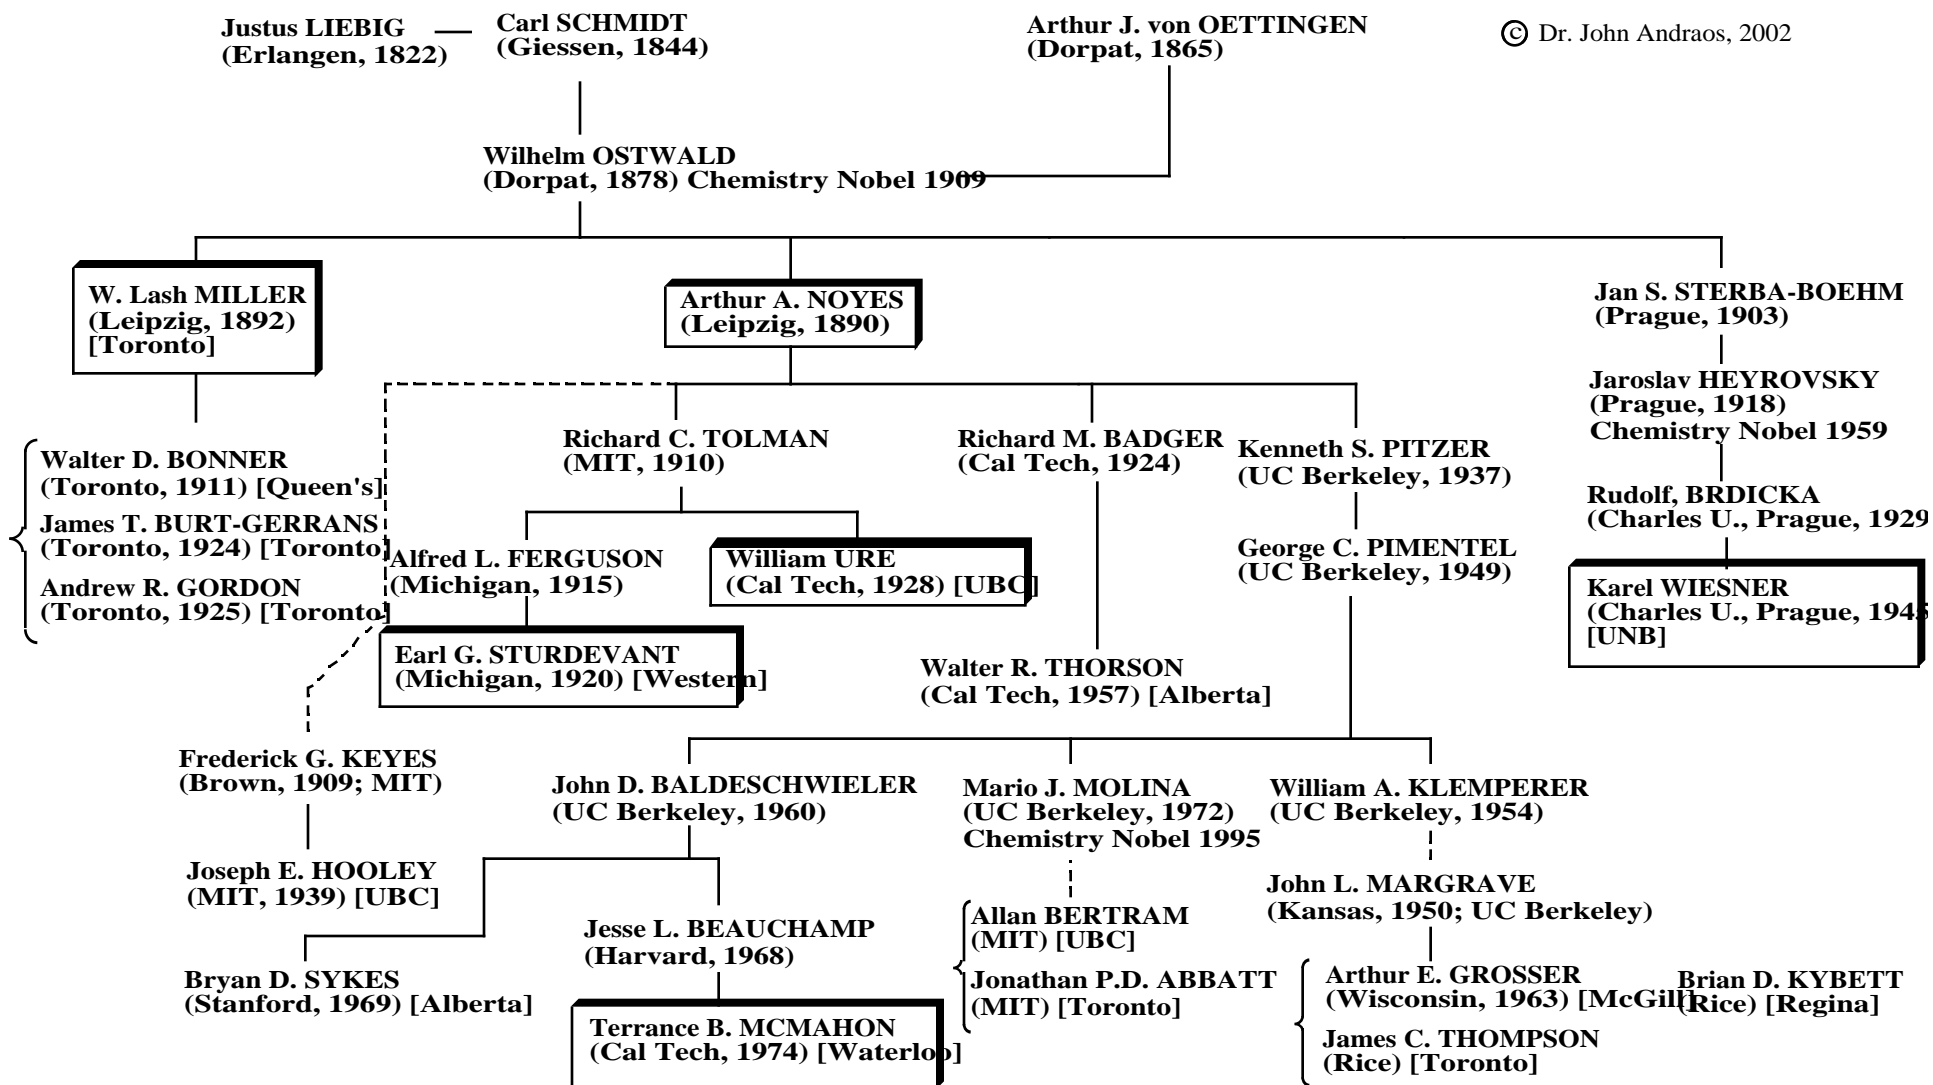 Justus LIEBIG
(Erlangen, 1822)
Carl SCHMIDT
(Giessen, 1844)
Arthur J. von OETTINGEN
(Dorpat, 1865)
© Dr. John Andraos, 2002
Wilhelm OSTWALD
(Dorpat, 1878) Chemistry Nobel 1909
W. Lash MILLER
(Leipzig, 1892)
[Toronto]
Arthur A. NOYES
(Leipzig, 1890)
Jan S. STERBA-BOEHM
(Prague, 1903)
Jaroslav HEYROVSKY
(Prague, 1918)
Chemistry Nobel 1959
Richard C. TOLMAN
(MIT, 1910)
Richard M. BADGER
(Cal Tech, 1924)
Kenneth S. PITZER
(UC Berkeley, 1937)
Walter D. BONNER
(Toronto, 1911) [Queen's]
James T. BURT-GERRANS
(Toronto, 1924) [Toronto]
Andrew R. GORDON
(Toronto, 1925) [Toronto]
Rudolf, BRDICKA
(Charles U., Prague, 1929
Alfred L. FERGUSON
(Michigan, 1915)
William URE
(Cal Tech, 1928) [UBC]
George C. PIMENTEL
(UC Berkeley, 1949)
Karel WIESNER
(Charles U., Prague, 1945
[UNB]
Earl G. STURDEVANT
(Michigan, 1920) [Western]
Walter R. THORSON
(Cal Tech, 1957) [Alberta]
Frederick G. KEYES
(Brown, 1909; MIT)
John D. BALDESCHWIELER
(UC Berkeley, 1960)
Mario J. MOLINA
(UC Berkeley, 1972)
Chemistry Nobel 1995
William A. KLEMPERER
(UC Berkeley, 1954)
Joseph E. HOOLEY
(MIT, 1939) [UBC]
John L. MARGRAVE
(Kansas, 1950; UC Berkeley)
Jesse L. BEAUCHAMP
(Harvard, 1968)
Allan BERTRAM
(MIT) [UBC]
Jonathan P.D. ABBATT
(MIT) [Toronto]
Bryan D. SYKES
(Stanford, 1969) [Alberta]
Arthur E. GROSSER
(Wisconsin, 1963) [McGill]
Brian D. KYBETT
(Rice) [Regina]
Terrance B. MCMAHON
(Cal Tech, 1974) [Waterloo]
James C. THOMPSON
(Rice) [Toronto]